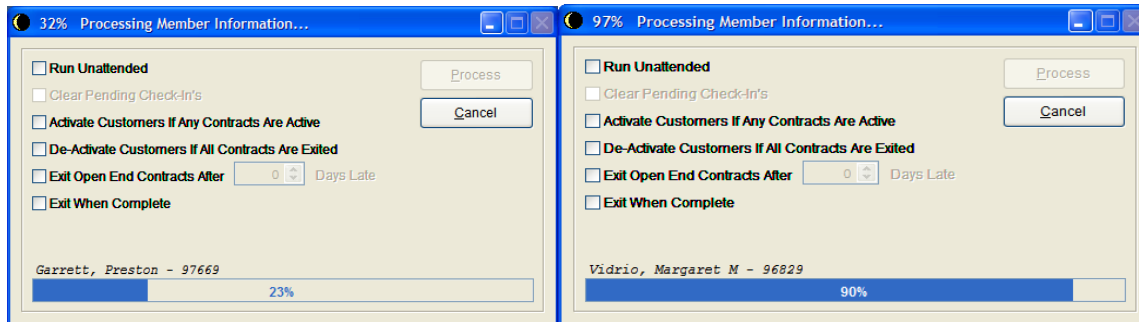 32% Processing Member Information...
Run Unattended
Process
Clear Pending Check-In's
Cancel
Activate Customers If Any Contracts Are Active
De-Activate Customers If All Contracts Are Exited
Exit Open End Contracts After 0 Days Late
Exit When Complete
Garrett, Preston - 97669
23%
97% Processing Member Information...
Run Unattended
Process
Clear Pending Check-In's
Cancel
Activate Customers If Any Contracts Are Active
De-Activate Customers If All Contracts Are Exited
Exit Open End Contracts After 0 Days Late
Exit When Complete
Vidrio, Margaret M - 96829
90%